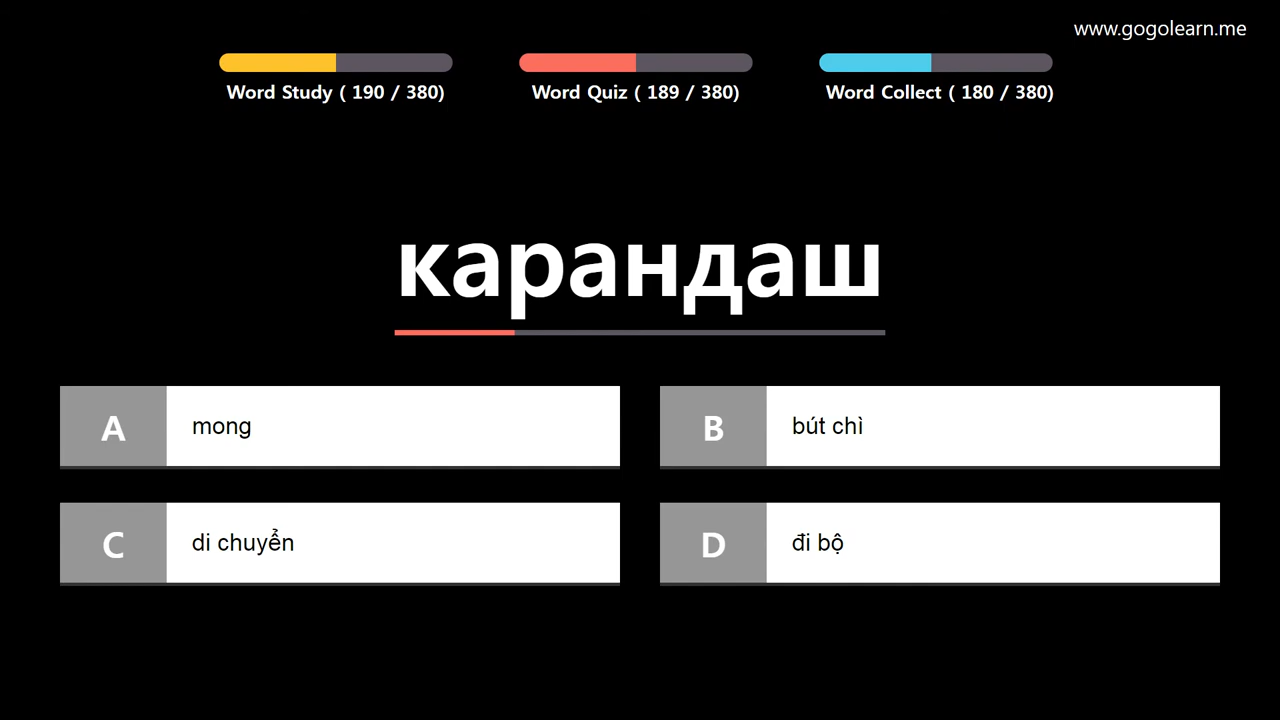 www.gogolearn.me
Word Study ( 190 / 380)
Word Quiz ( 189 / 380)
Word Collect ( 180 / 380)
карандаш
A mong
B bút chì
C di chuyển
D đi bộ